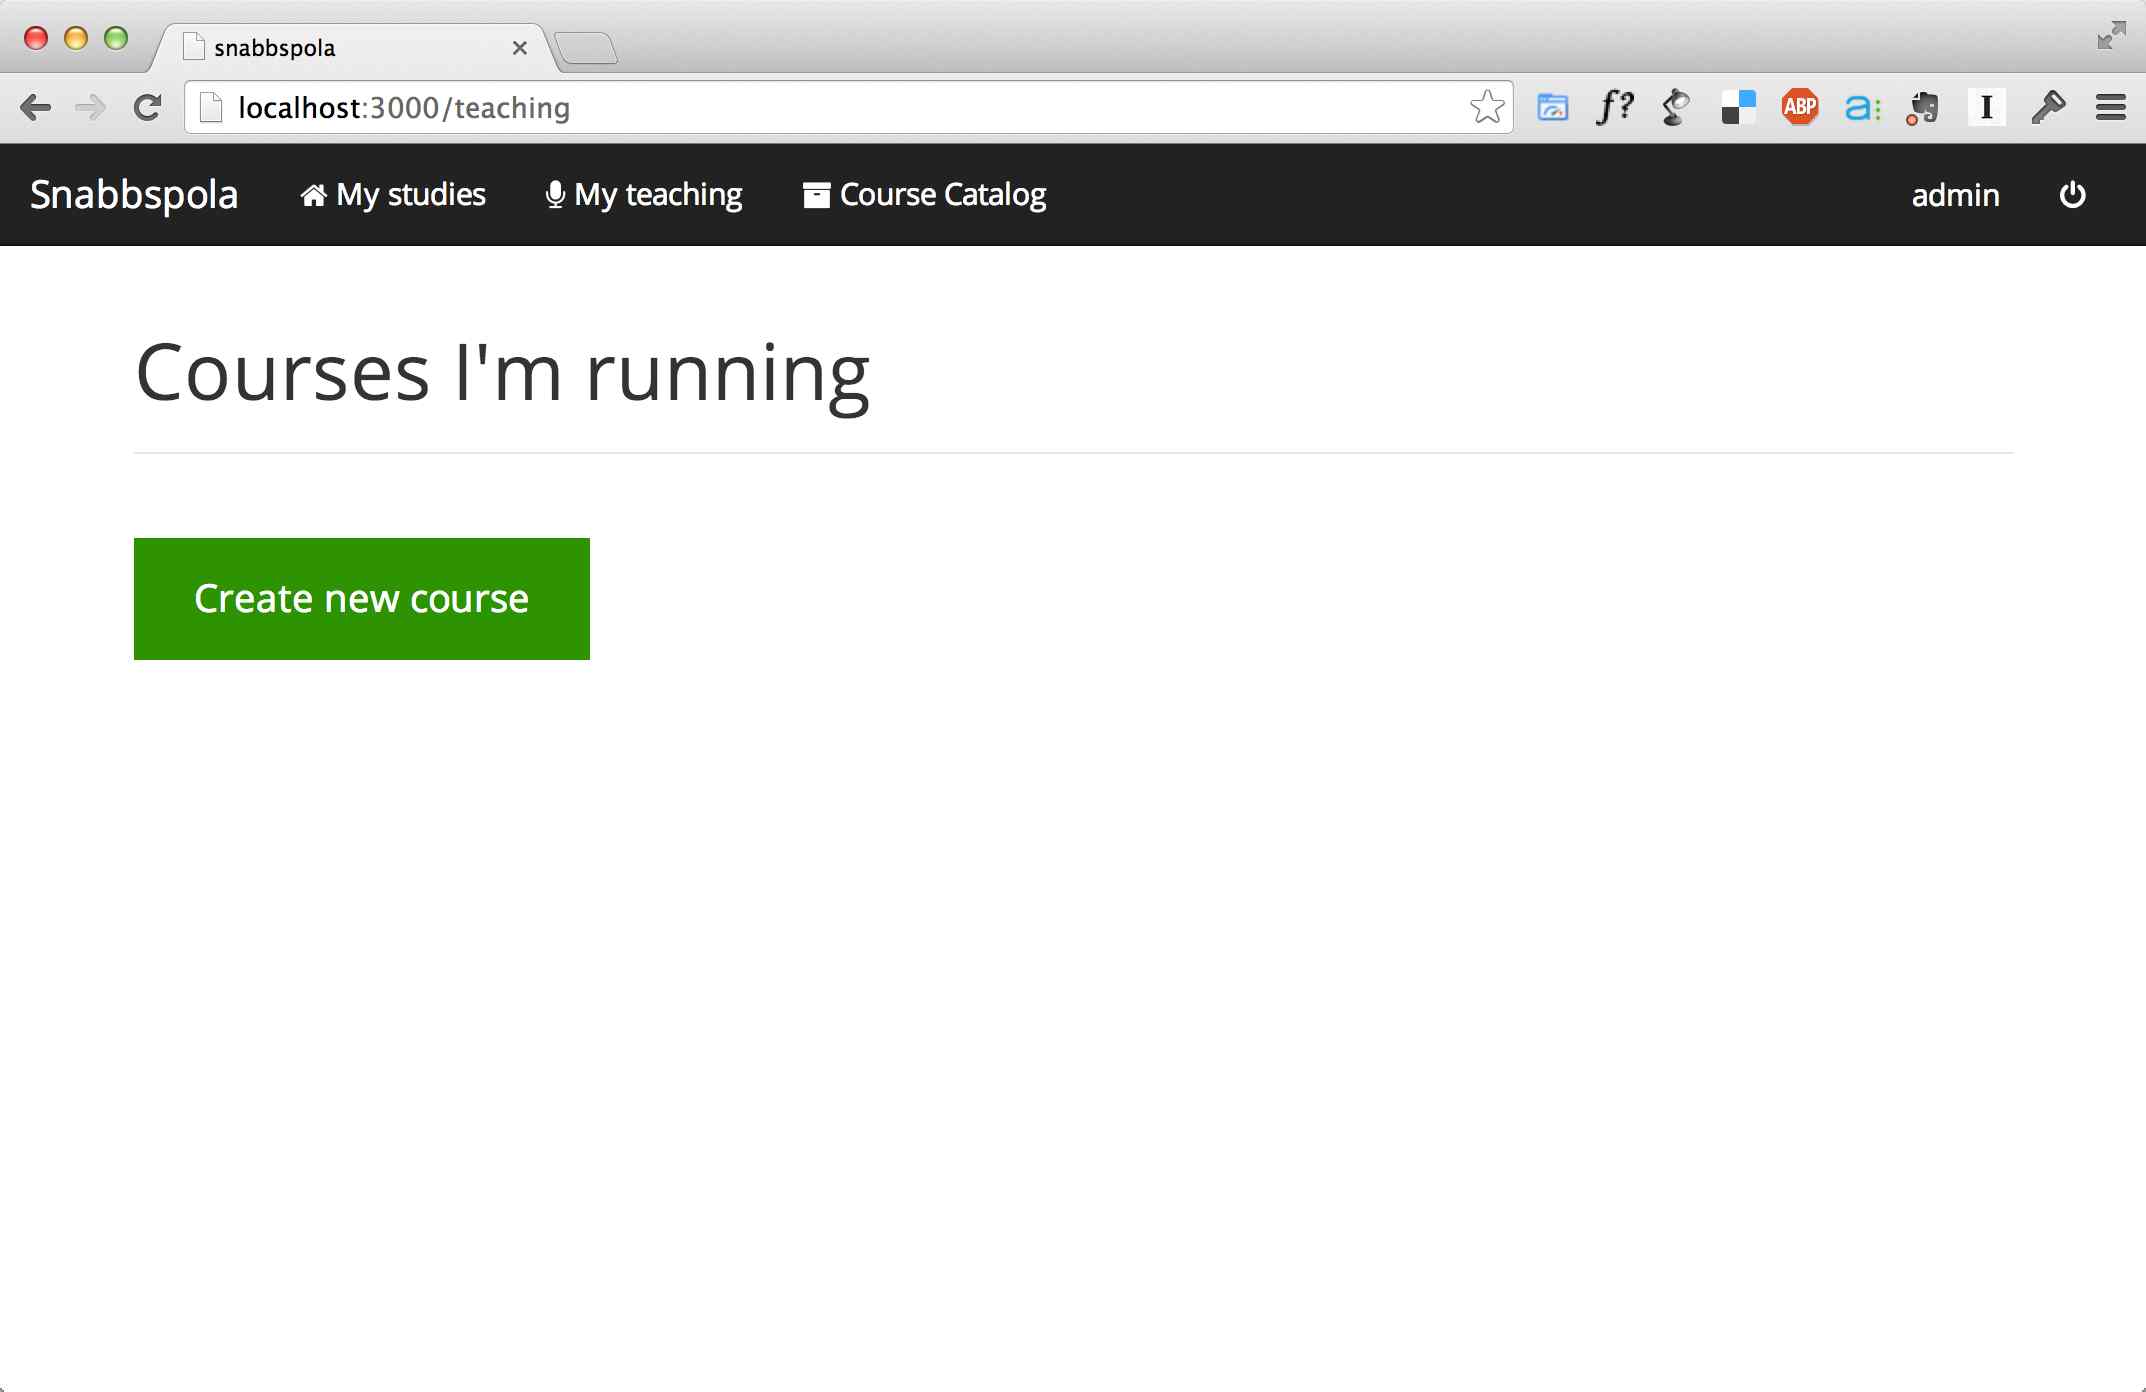 snabbspola
localhost:3000/teaching
f?
ABP
a:
I
Snabbspola My studies My teaching Course Catalog admin
Courses I'm running
Create new course